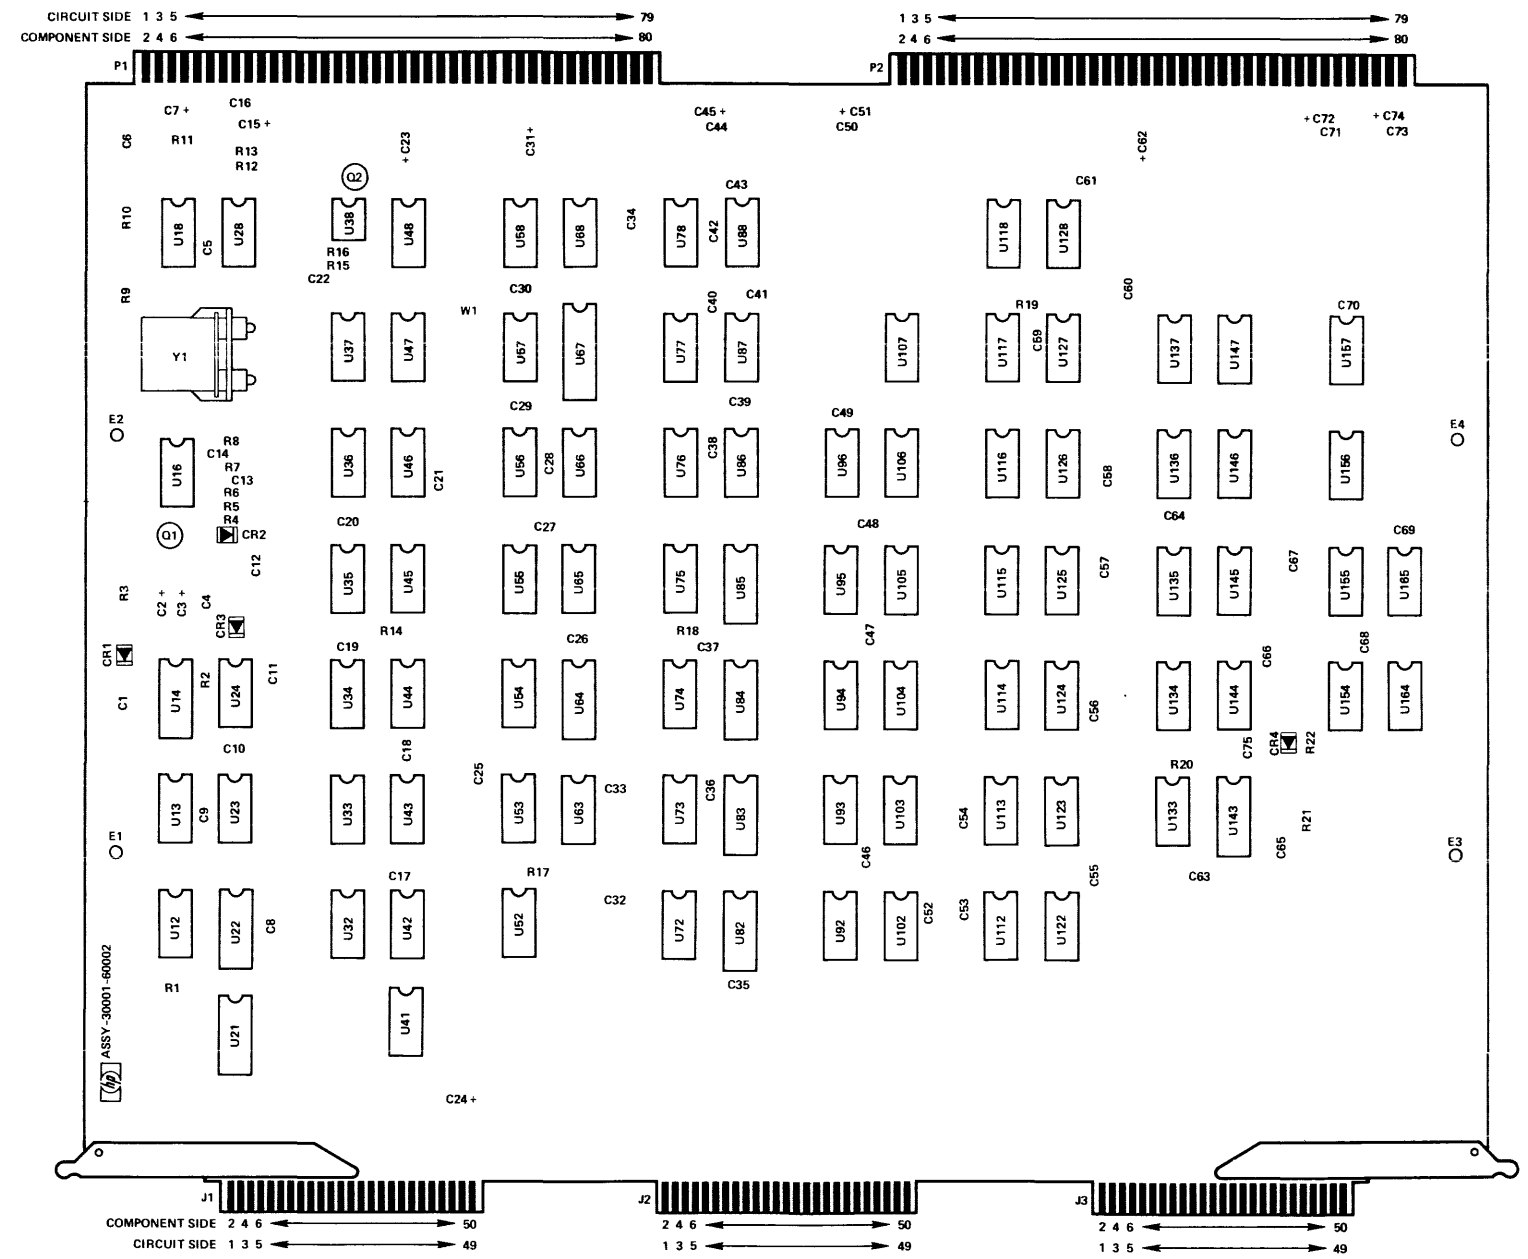 CIRCUIT SIDE 1 3 5 79
COMPONENT SIDE 2 4 6 80
1 3 5 79
2 4 6 80
P1
P2
C7 +
C16
C15 +
C6
R11
R13
R12
+ C23
C31 +
C45 +
C44
+ C51
C50
+ C62
+ C72
C71
+ C74
C73
Q2
C43
C61
R10
U18
C5
U28
U38
U48
U58
U68
C34
U78
C42
U88
U118
U128
R16
R15
C22
R9
C30
C40
C41
C60
W1
R19
C70
Y1
U37
U47
U57
U67
U77
U87
U107
U117
C59
U127
U137
U147
U157
E2
C29
C39
C49
E4
R8
C14
R7
C13
R6
R5
R4
U16
U36
U46
C21
U56
C28
U66
U76
C38
U86
U96
U106
U116
U126
C58
U136
U146
U156
Q1
CR2
C20
C27
C48
C64
C69
C12
U35
U45
U56
U65
U75
U85
U95
U105
U115
U125
C57
U135
U145
C67
U155
U165
R3
C2 +
C3 +
C4
CR3
R14
C26
R18
C47
CR1
C19
C37
C66
C68
C1
U14
R2
U24
C11
U34
U44
U54
U64
U74
U84
U94
U104
U114
U124
C56
U134
U144
U154
U164
C10
C18
C25
C75
CR4
R22
R20
U13
C9
U23
U33
U43
U53
U63
C33
U73
C36
U83
U93
U103
C54
U113
U123
U133
U143
R21
E1
C46
C65
E3
C17
R17
C32
C55
C63
U12
U22
C8
U32
U42
U52
U72
U82
U92
U102
C52
C53
U112
U122
R1
C35
ASSY-30001-60002
U21
U41
hp
C24 +
J1
J2
J3
COMPONENT SIDE 2 4 6 50
CIRCUIT SIDE 1 3 5 49
2 4 6 50
1 3 5 49
2 4 6 50
1 3 5 49